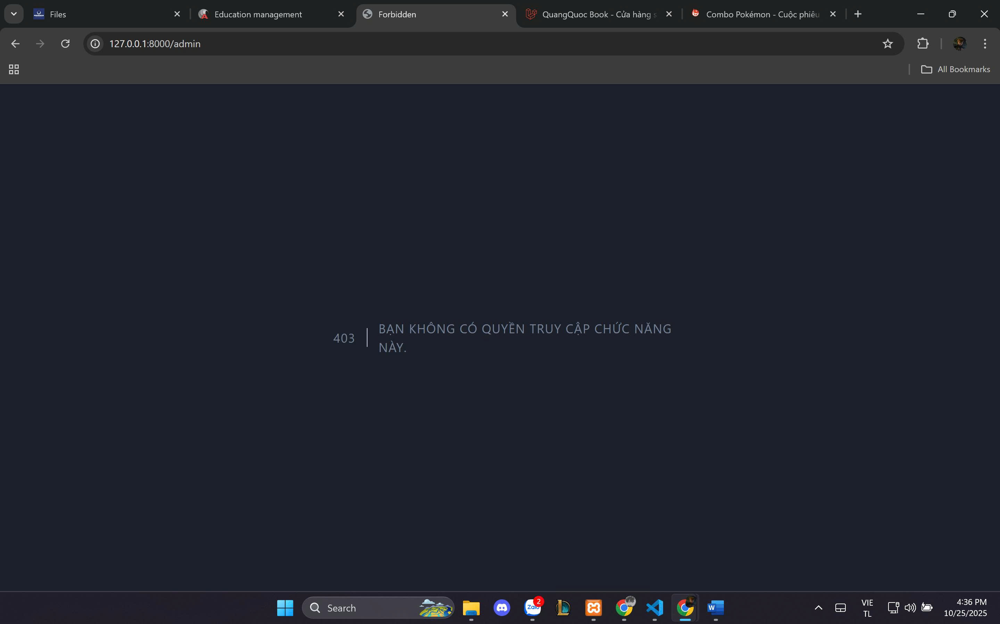 Files
Education management
Forbidden
QuangQuoc Book - Cửa hàng s
Combo Pokémon - Cuộc phiêu
127.0.0.1:8000/admin
All Bookmarks
403
BẠN KHÔNG CÓ QUYỀN TRUY CẬP CHỨC NĂNG
NÀY.
Search
Zalo
2
W
VIE
TL
4:36 PM
10/25/2025